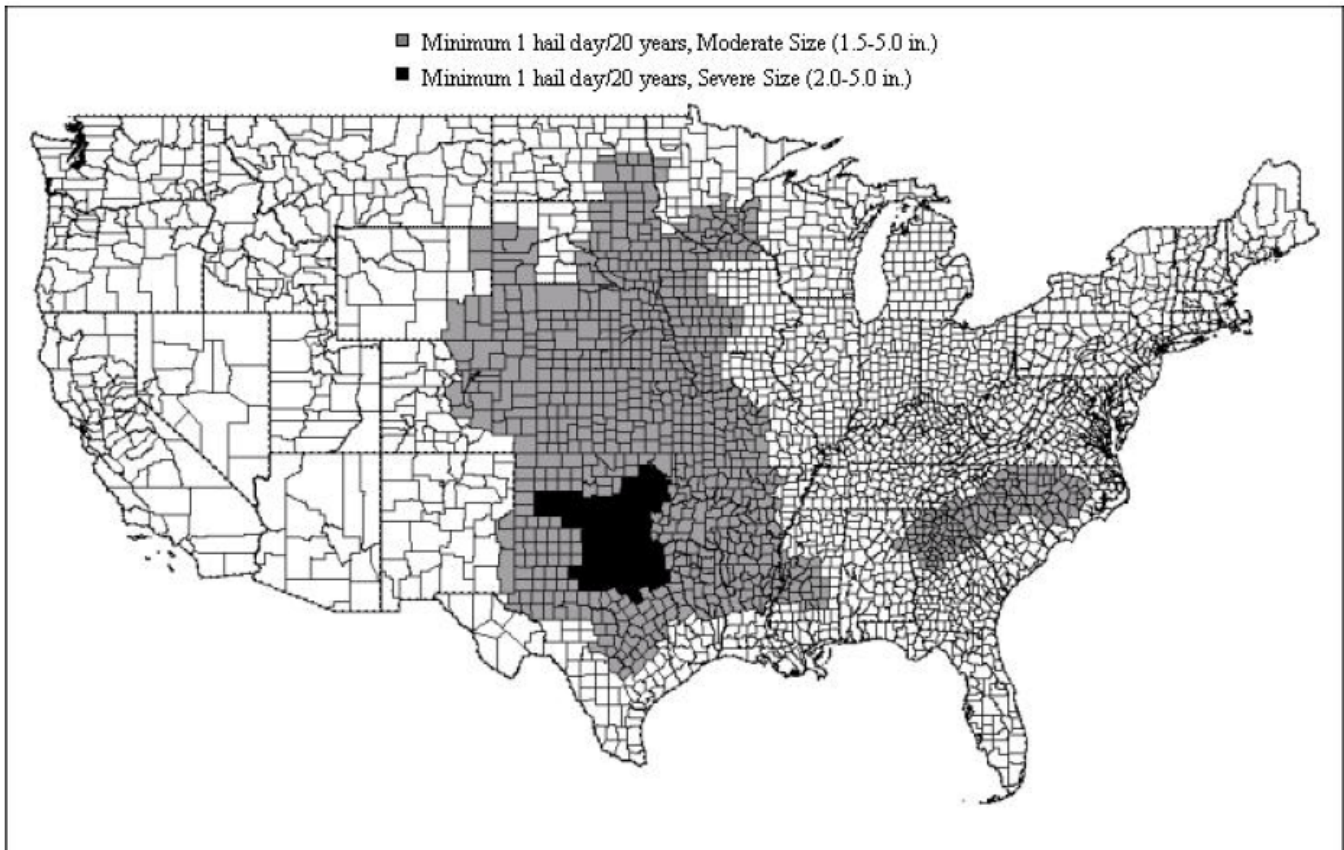 Minimum 1 hail day/20 years, Moderate Size (1.5-5.0 in.)
Minimum 1 hail day/20 years, Severe Size (2.0-5.0 in.)